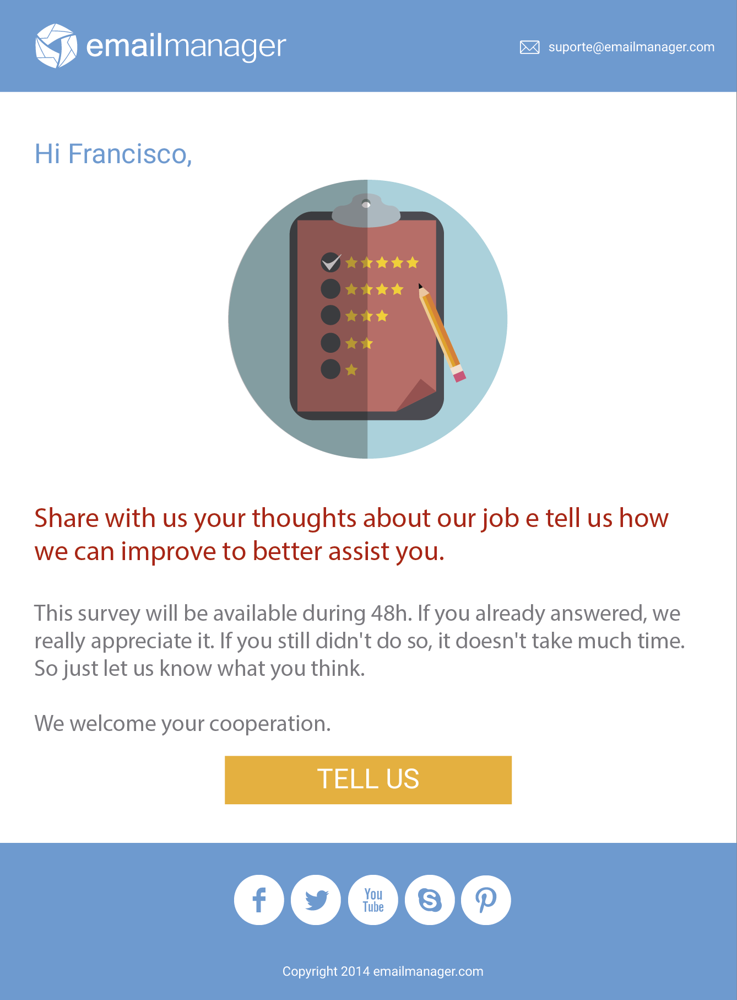 emailmanager
suporte@emailmanager.com
Hi Francisco,
Share with us your thoughts about our job e tell us how
we can improve to better assist you.
This survey will be available during 48h. If you already answered, we
really appreciate it. If you still didn't do so, it doesn't take much time.
So just let us know what you think.
We welcome your cooperation.
TELL US
You
Tube
Copyright 2014 emailmanager.com